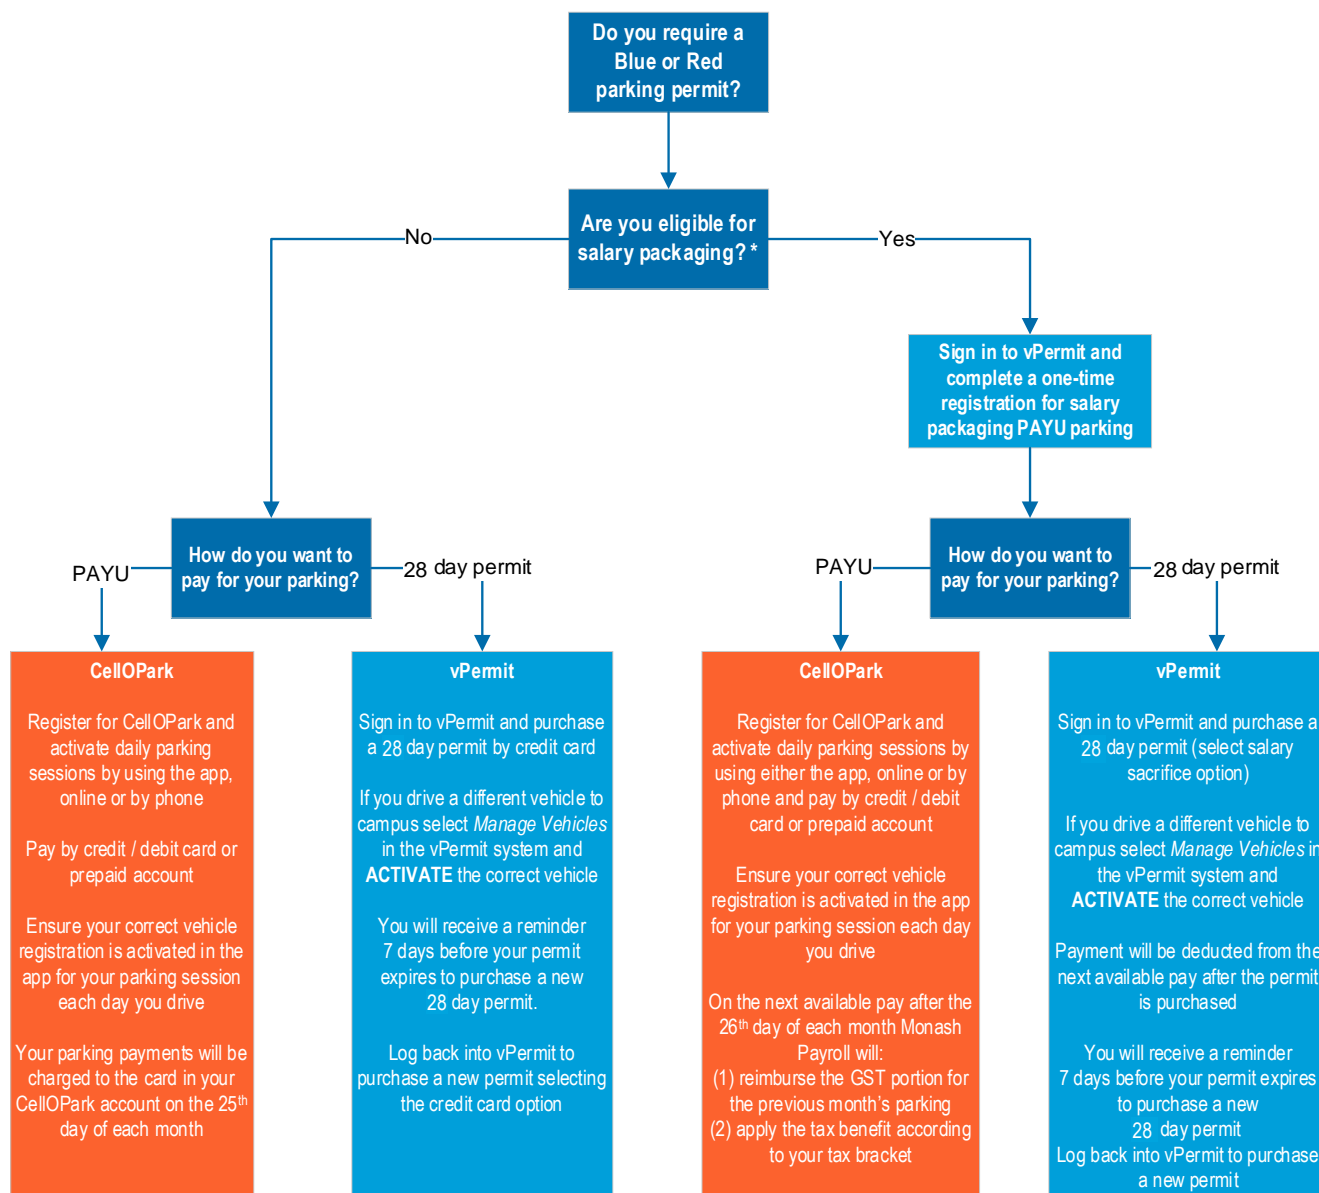 Do you require a
Blue or Red
parking permit?
Are you eligible for
salary packaging? *
No
Yes
Sign in to vPermit and
complete a one-time
registration for salary
packaging PAYU parking
How do you want to
pay for your parking?
PAYU
28 day permit
How do you want to
pay for your parking?
PAYU
28 day permit
CellOPark
Register for CellOPark and
activate daily parking
sessions by using the app,
online or by phone
Pay by credit / debit card or
prepaid account
Ensure your correct vehicle
registration is activated in the
app for your parking session
each day you drive
Your parking payments will be
charged to the card in your
CellOPark account on the 25th
day of each month
vPermit
Sign in to vPermit and purchase
a 28 day permit by credit card
If you drive a different vehicle to
campus select Manage Vehicles
in the vPermit system and
ACTIVATE the correct vehicle
You will receive a reminder
7 days before your permit
expires to purchase a new
28 day permit.
Log back into vPermit to
purchase a new permit selecting
the credit card option
CellOPark
Register for CellOPark and
activate daily parking sessions by
using either the app, online or by
phone and pay by credit / debit
card or prepaid account
Ensure your correct vehicle
registration is activated in the app
for your parking session each day
you drive
On the next available pay after the
26th day of each month Monash
Payroll will:
(1) reimburse the GST portion for
the previous month's parking
(2) apply the tax benefit according
to your tax bracket
vPermit
Sign in to vPermit and purchase a
28 day permit (select salary
sacrifice option)
If you drive a different vehicle to
campus select Manage Vehicles in
the vPermit system and
ACTIVATE the correct vehicle
Payment will be deducted from the
next available pay after the permit
is purchased
You will receive a reminder
7 days before your permit expires
to purchase a new
28 day permit
Log back into vPermit to purchase
a new permit